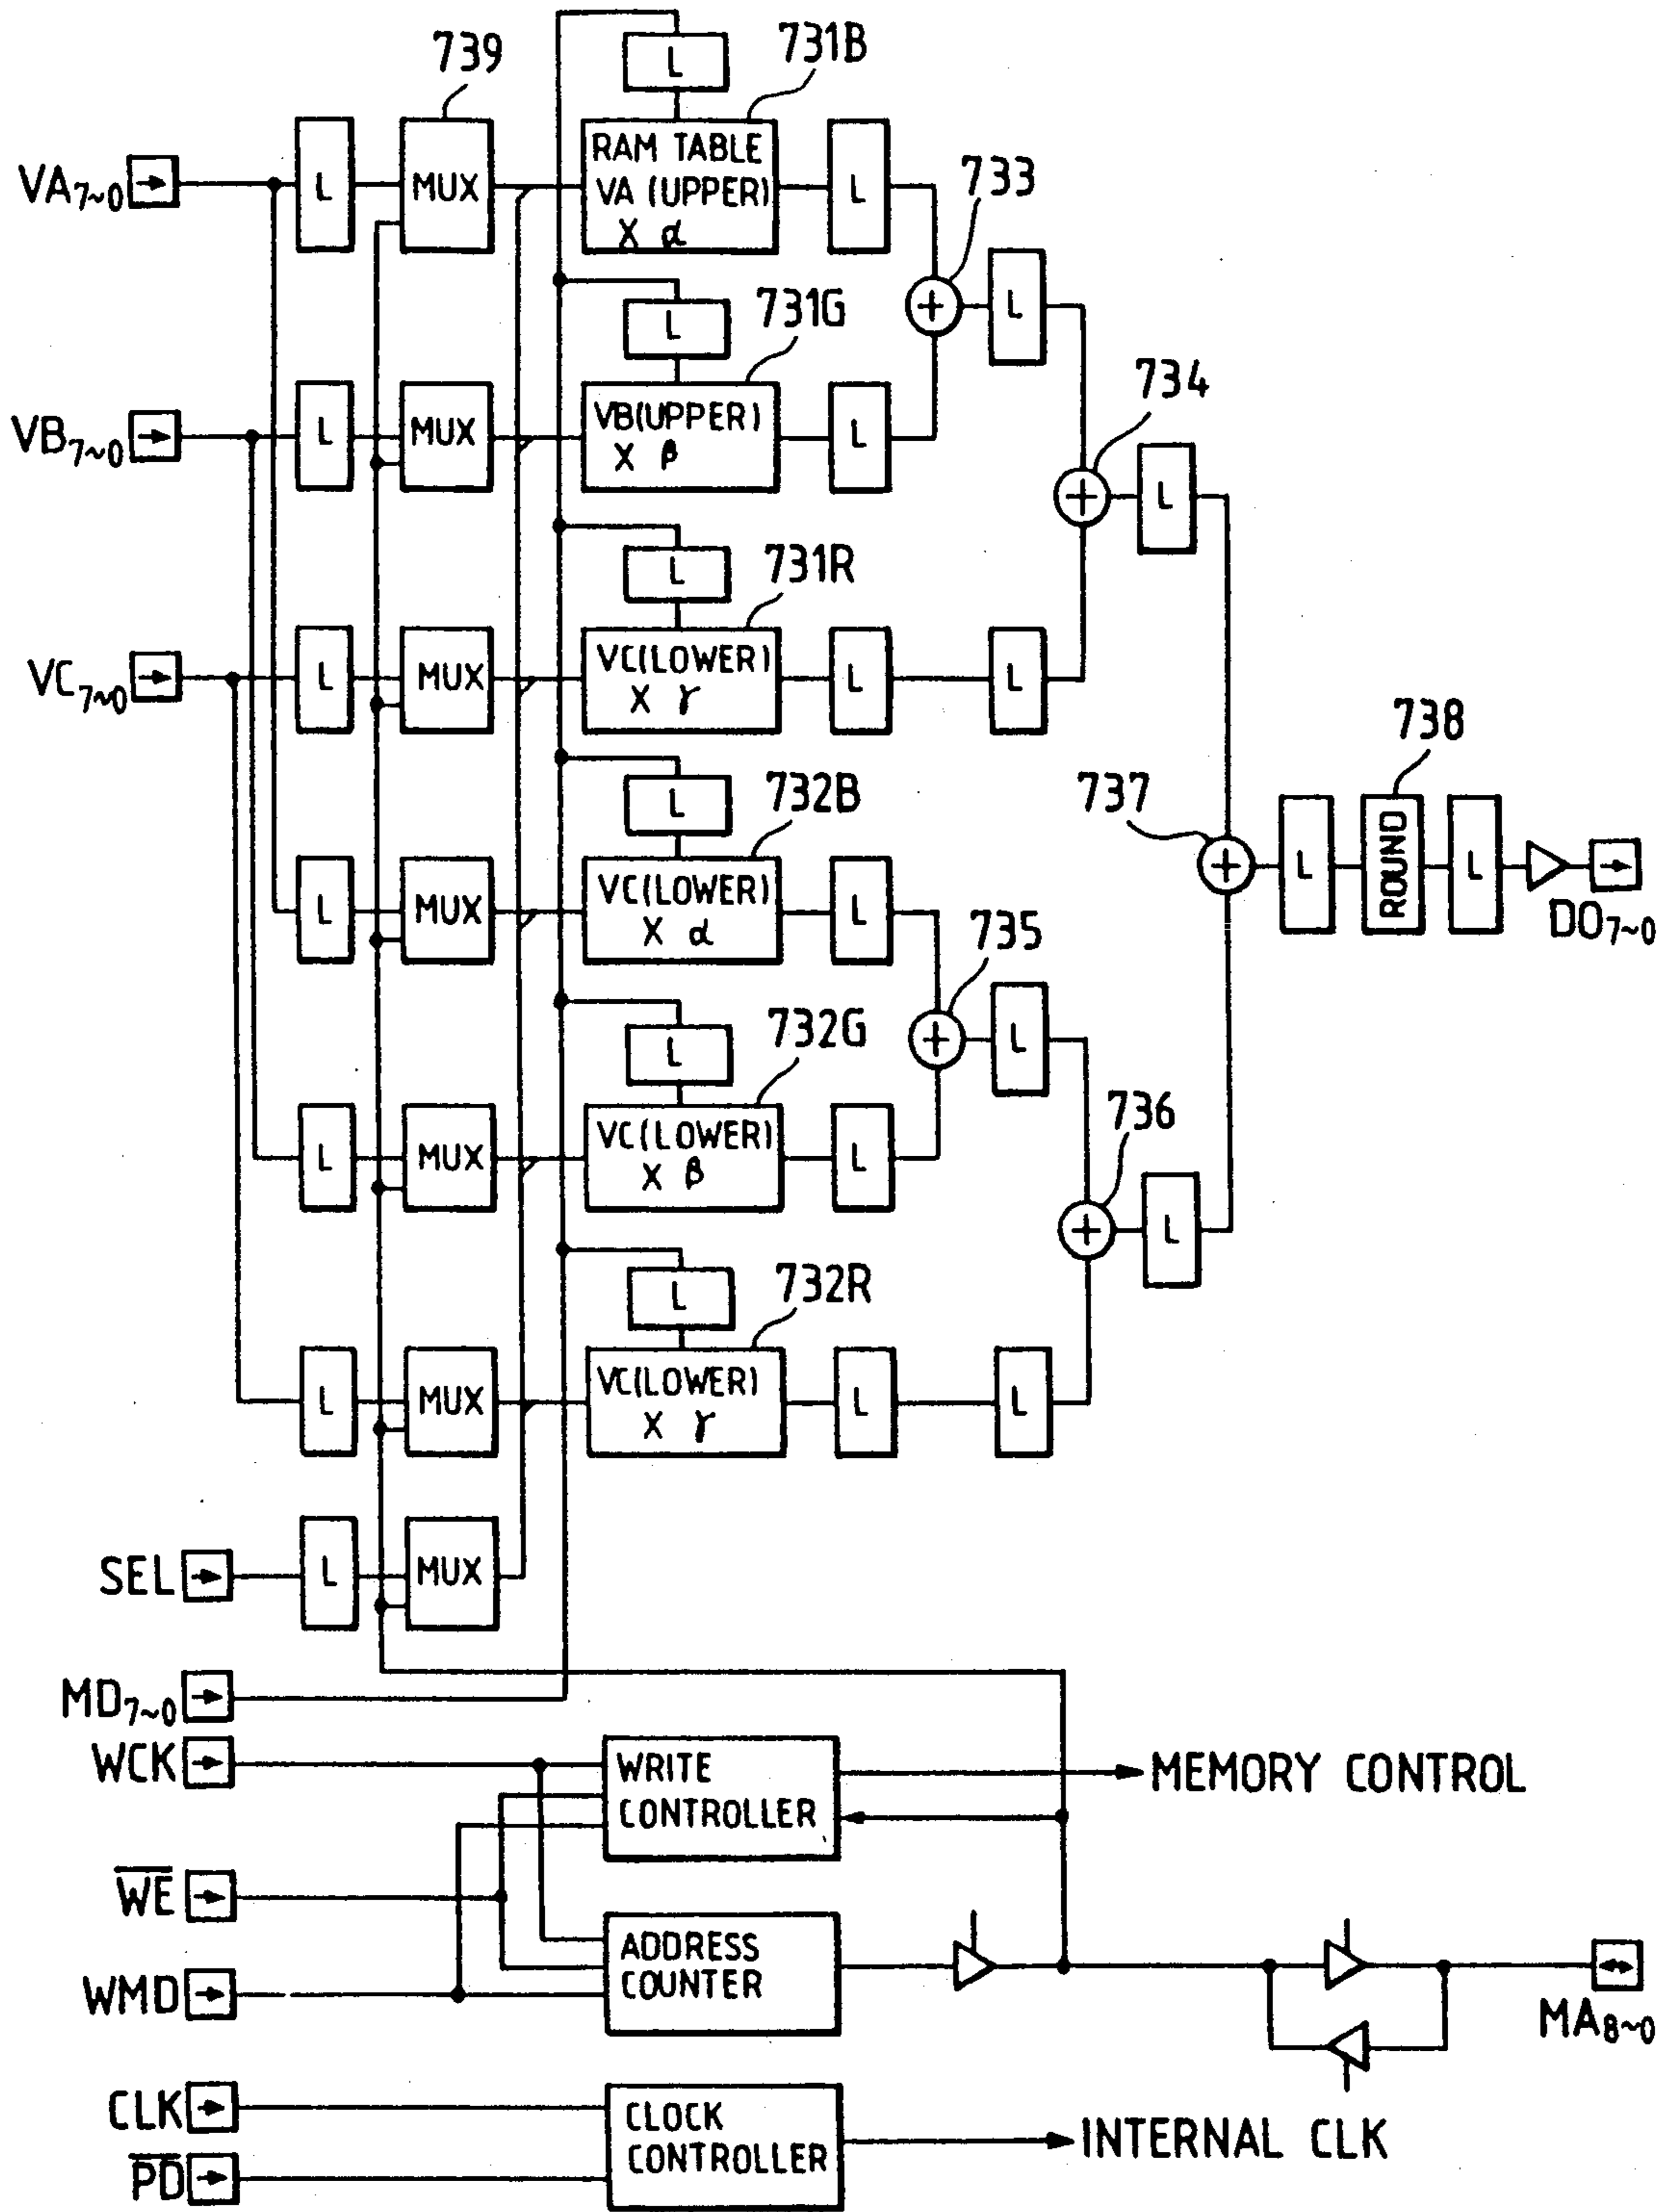 739
L
731B
VA7~0
L
MUX
RAM TABLE
VA (UPPER)
X α
L
733
L
731G
L
VB7~0
L
MUX
VB(UPPER)
X β
L
734
L
L
731R
VC7~0
L
MUX
VC(LOWER)
X γ
L
L
L
732B
738
737
L
MUX
VC(LOWER)
X α
L
L
ROUND
L
DO7~0
735
L
732G
L
L
MUX
VC(LOWER)
X β
L
736
L
L
732R
L
MUX
VC(LOWER)
X γ
L
L
SEL
L
MUX
MD7~0
WCK
WRITE
CONTROLLER
MEMORY CONTROL
WE
WMD
ADDRESS
COUNTER
MA8~0
CLK
CLOCK
CONTROLLER
INTERNAL CLK
PD